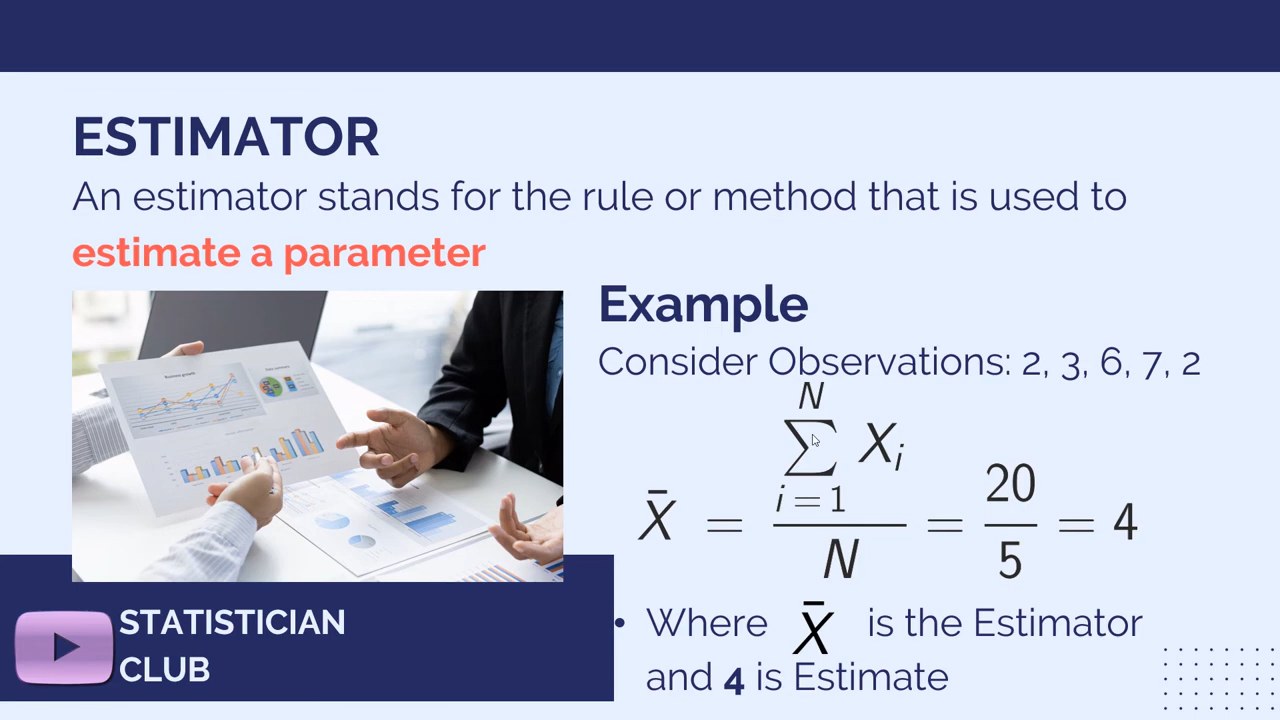 ESTIMATOR
An estimator stands for the rule or method that is used to
estimate a parameter
Example
Consider Observations: 2, 3, 6, 7, 2
X̄ = ∑_{i = 1}^{N} X_i / N = 20 / 5 = 4
• Where X̄ is the Estimator
and 4 is Estimate
STATISTICIAN
CLUB